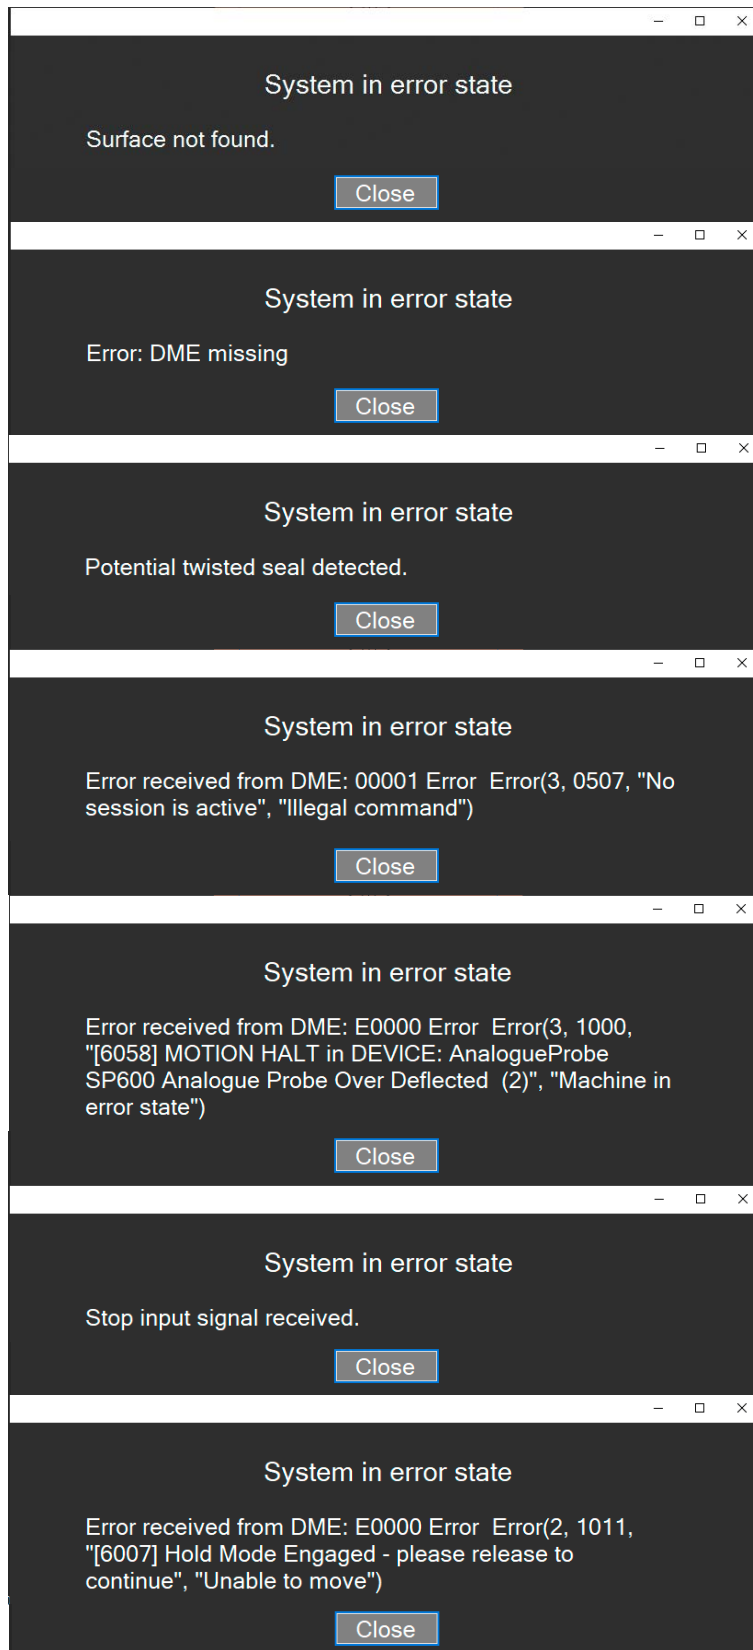 System in error state
Surface not found.
Close
System in error state
Error: DME missing
Close
System in error state
Potential twisted seal detected.
Close
System in error state
Error received from DME: 00001 Error  Error(3, 0507, "No
session is active", "Illegal command")
Close
System in error state
Error received from DME: E0000 Error  Error(3, 1000,
"[6058] MOTION HALT in DEVICE: AnalogueProbe
SP600 Analogue Probe Over Deflected  (2)", "Machine in
error state")
Close
System in error state
Stop input signal received.
Close
System in error state
Error received from DME: E0000 Error  Error(2, 1011,
"[6007] Hold Mode Engaged - please release to
continue", "Unable to move")
Close